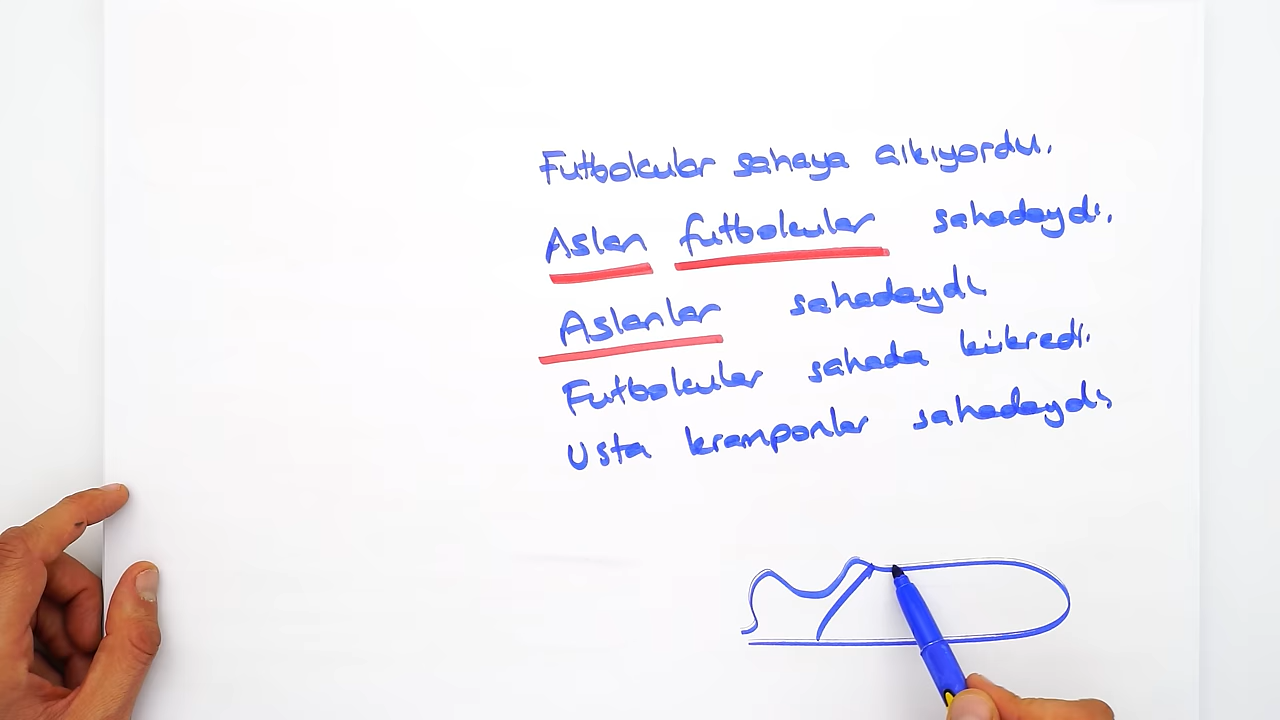 Futbolcular sahaya çıkıyordu.
Aslan futbolcular sahadaydı.
Aslanlar sahadaydı
Futbolcular sahada kükredi.
Usta kramponlar sahadaydı